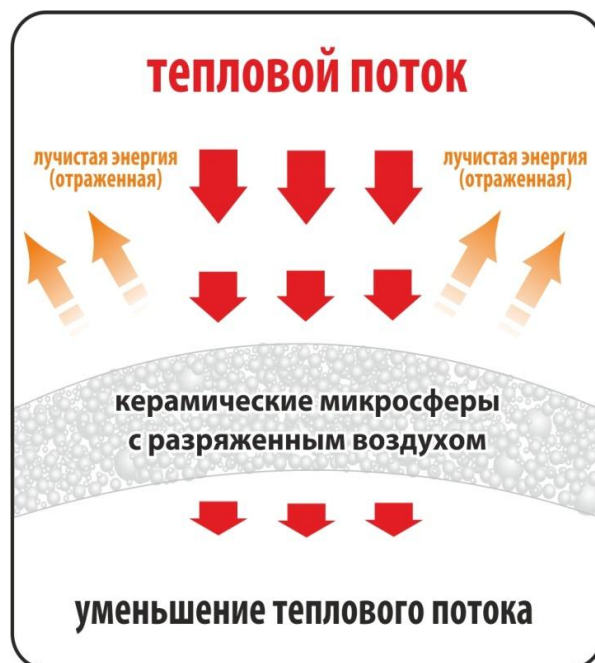 тепловой поток
лучистая энергия
(отраженная)
лучистая энергия
(отраженная)
керамические микросферы
с разряженным воздухом
уменьшение теплового потока